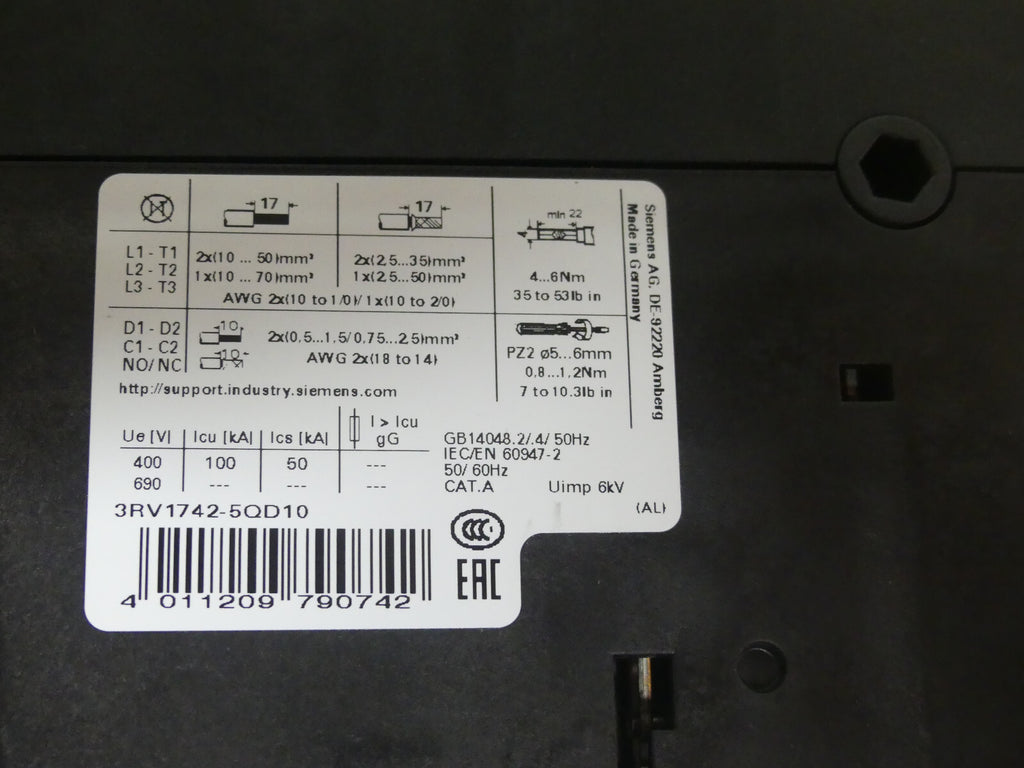 17
17
L1 - T1
L2 - T2
L3 - T3
2x(10 ... 50)mm²
1x(10 ... 70)mm²
2x(2.5...35)mm²
1x(2.5...50)mm²
AWG 2x(10 to 1/0)/1x(10 to 2/0)
min 22
4...6Nm
35 to 53lb in
D1 - D2
C1 - C2
NO/NC
10
10
2x(0.5...1.5/0.75...2.5)mm²
AWG 2x(18 to 14)
PZ2 ø5...6mm
0.8...1.2Nm
7 to 10.3lb in
http://support.industry.siemens.com
Siemens AG, DE-92220 Amberg
Made in Germany
Ue [V] Icu [kA] Ics [kA] I > Icu gG
400 100 50 ---
690 --- --- ---
GB14048.2/.4/ 50Hz
IEC/EN 60947-2
50/ 60Hz
CAT.A Uimp 6kV
(AL)
3RV1742-5QD10
CCC
EAC
4 011209 790742